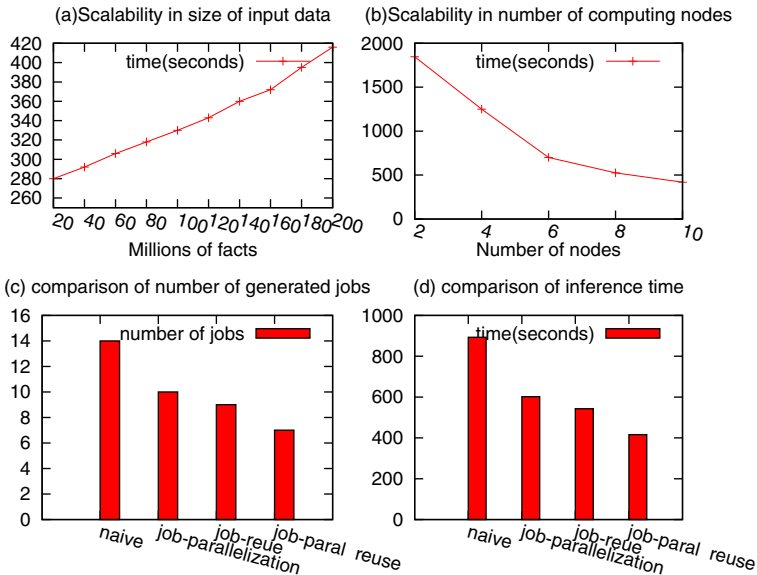 (a)Scalability in size of input data
420
400
380
360
340
320
300
280
260
time(seconds)
20 40 60 80 100 120 140 160 180 200
Millions of facts
(b)Scalability in number of computing nodes
2000
1500
1000
500
0
time(seconds)
2 4 6 8 10
Number of nodes
(c) comparison of number of generated jobs
16
14
12
10
8
6
4
2
0
number of jobs
naive
job-parallelization
job-reue
job-paral reuse
(d) comparison of inference time
1000
800
600
400
200
0
time(seconds)
naive
job-parallelization
job-reue
job-paral reuse